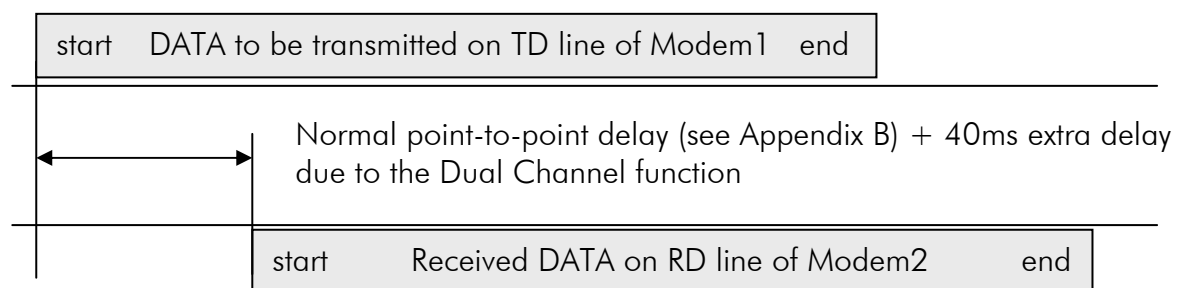 start DATA to be transmitted on TD line of Modem1 end
Normal point-to-point delay (see Appendix B) + 40ms extra delay
due to the Dual Channel function
start Received DATA on RD line of Modem2 end